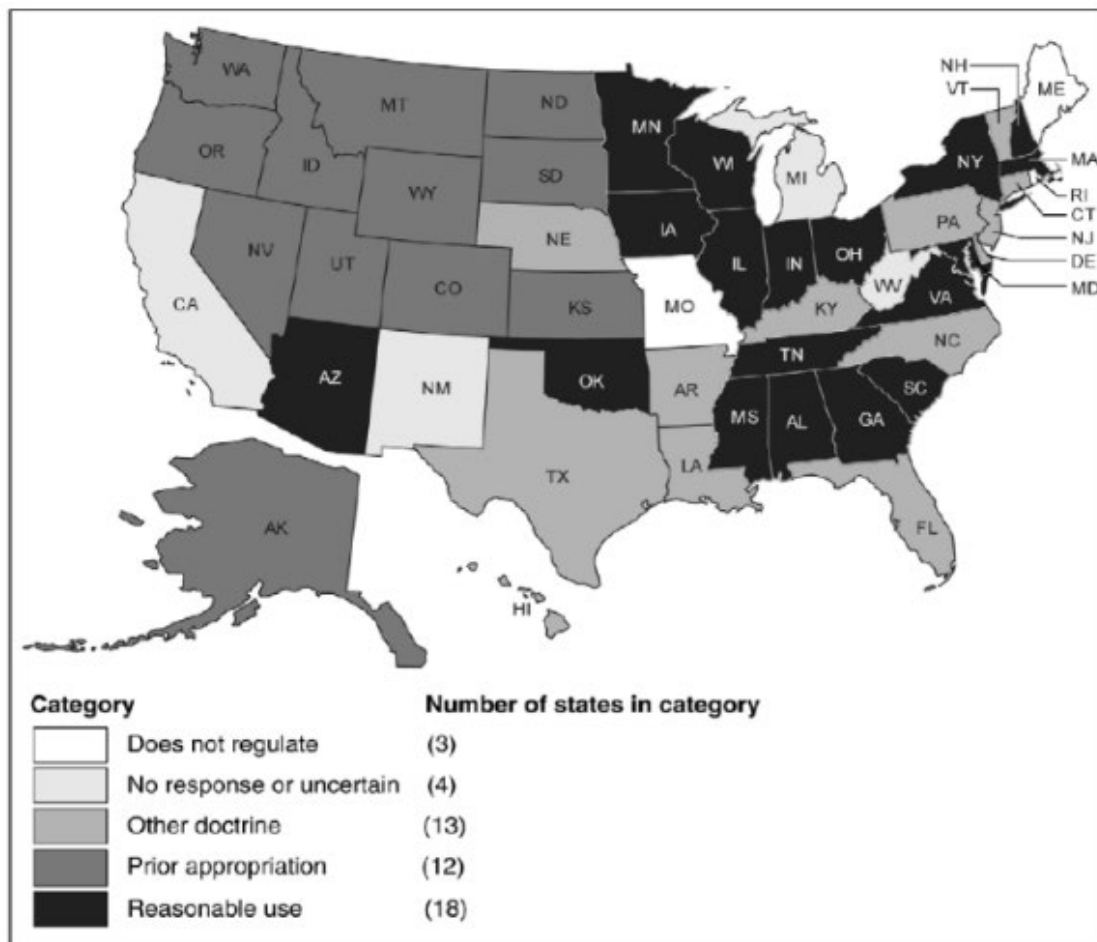 NH
ME
VT
WA
MT
ND
MN
OR
ID
WI
NY
MA
SD
MI
RI
WY
CT
IA
PA
NJ
NE
NV
OH
DE
UT
IL
IN
CO
MD
CA
WV
VA
KS
MO
KY
NC
TN
AZ
OK
NM
AR
SC
MS
AL
GA
LA
TX
AK
FL
HI
Category Number of states in category
Does not regulate (3)
No response or uncertain (4)
Other doctrine (13)
Prior appropriation (12)
Reasonable use (18)